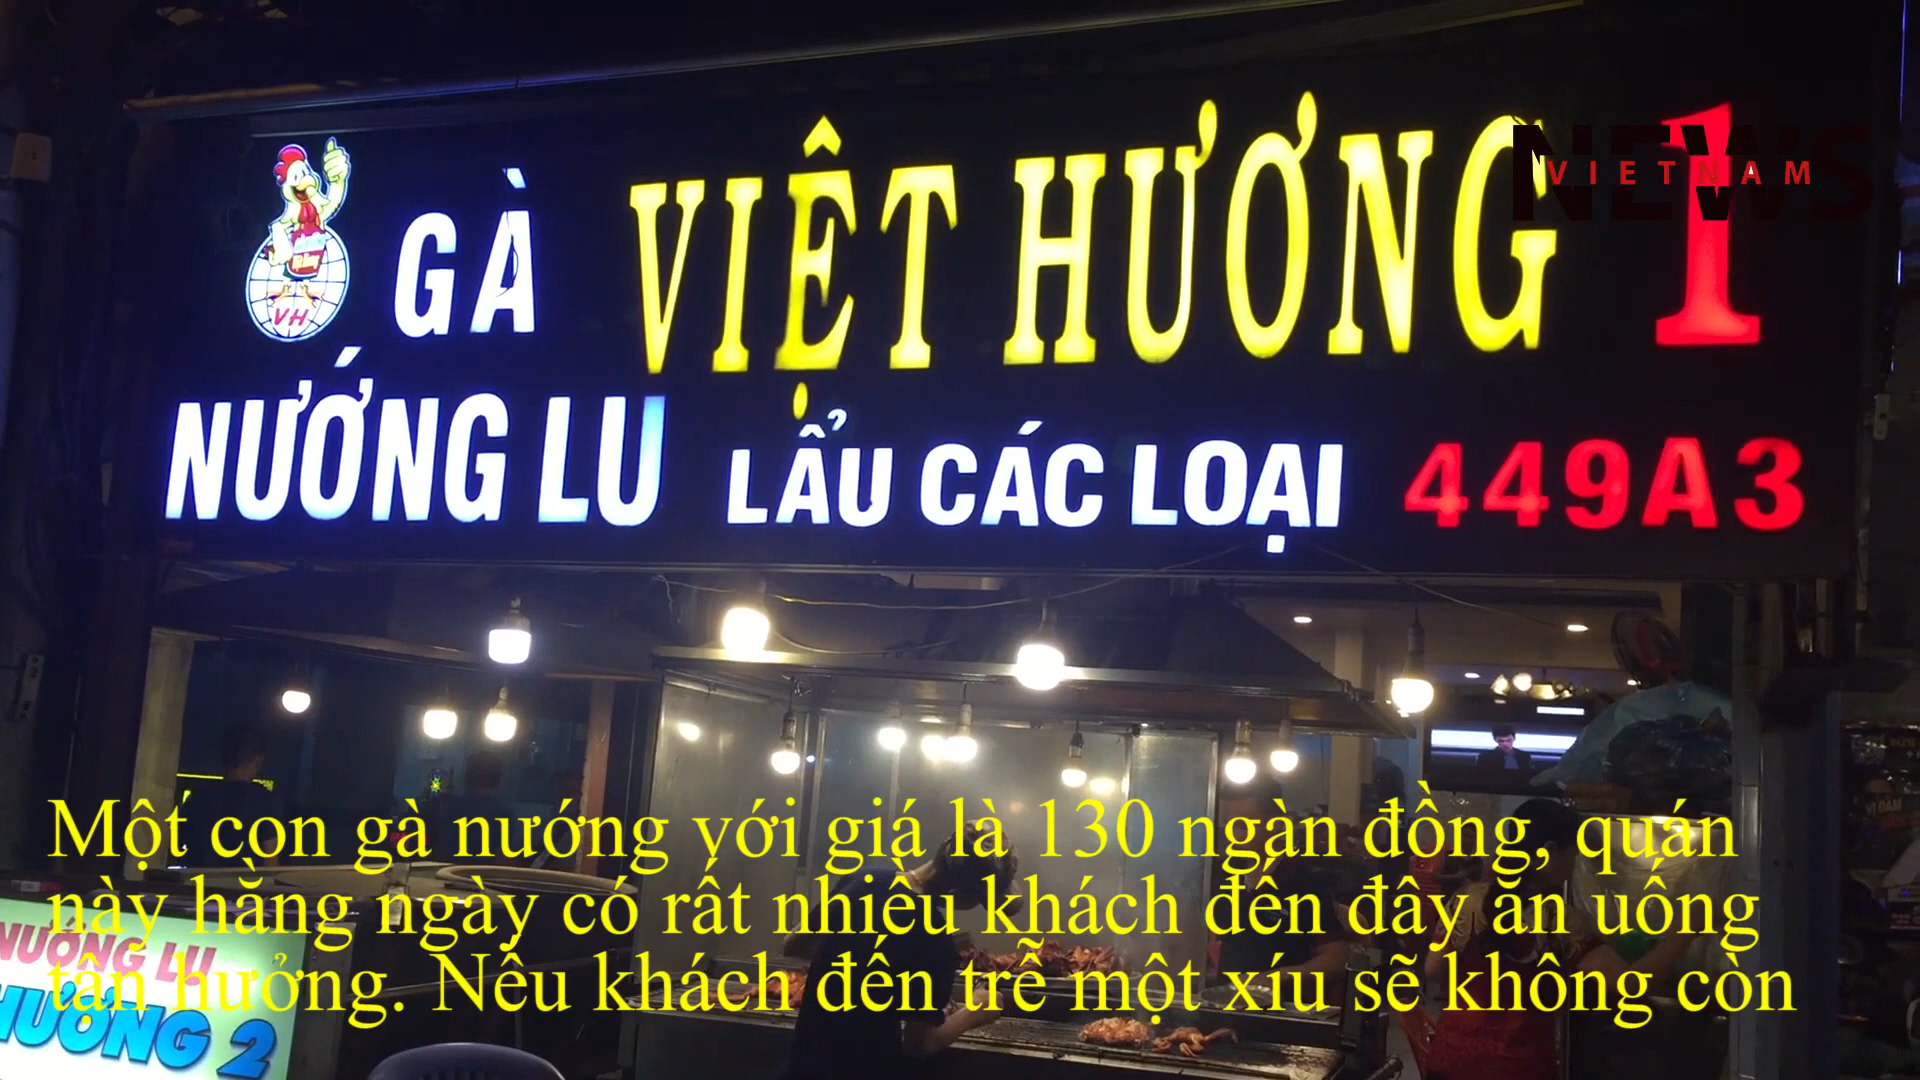 NEWS
VIETNAM
GÀ VIỆT HƯƠNG 1
VH
NƯỚNG LU LẨU CÁC LOẠI 449A3
Một con gà nướng với giá là 130 ngàn đồng, quán
này hằng ngày có rất nhiều khách đến đây ăn uống
tận hưởng. Nếu khách đến trễ một xíu sẽ không còn
NƯỚNG LU
HƯƠNG 2